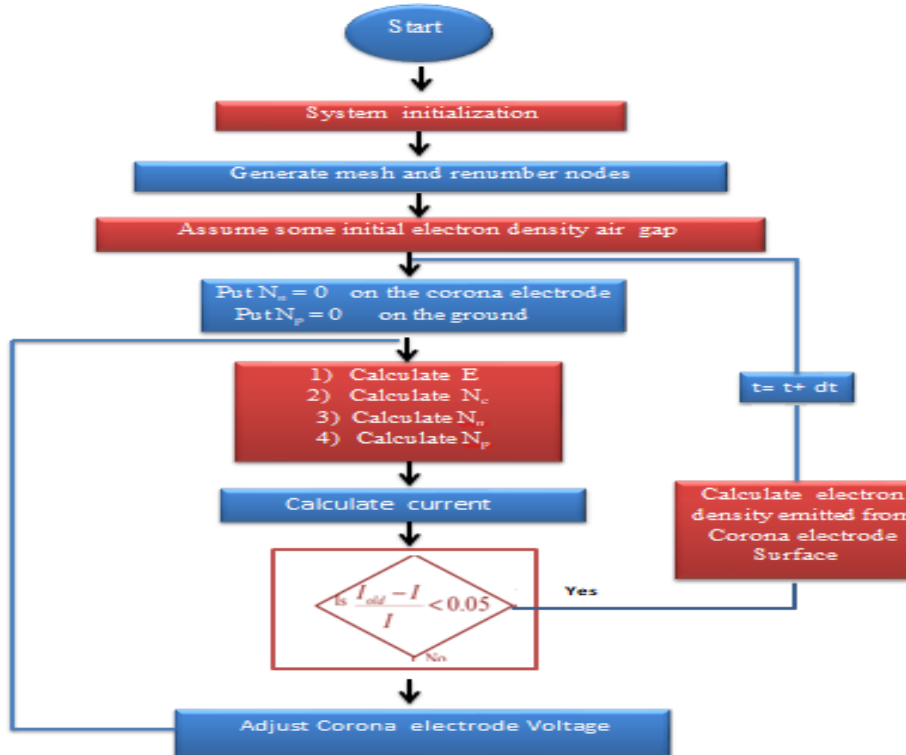 Start
System initialization
Generate mesh and renumber nodes
Assume some initial electron density air gap
Put Nₙ = 0 on the corona electrode
Put Nₚ = 0 on the ground
1) Calculate E
2) Calculate Nₑ
3) Calculate Nₙ
4) Calculate Nₚ
t= t+ dt
Calculate current
Calculate electron
density emitted from
Corona electrode
Surface
Is (I_old − I)/I < 0.05
Yes
No
Adjust Corona electrode Voltage